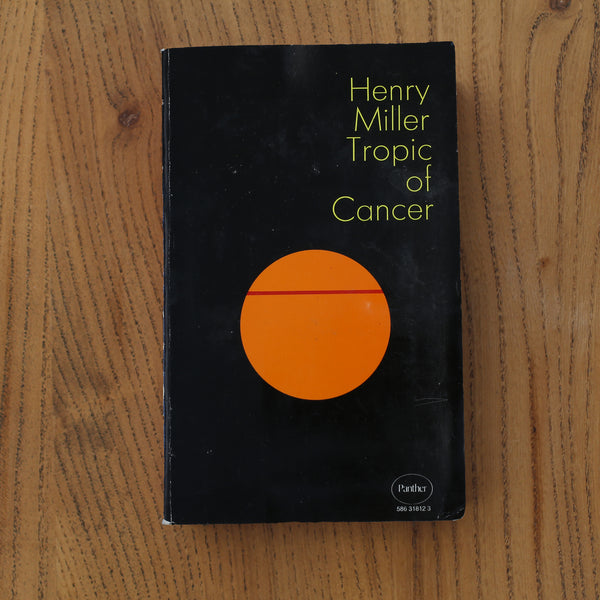 Henry
Miller
Tropic
of
Cancer
Panther
586 31812 3